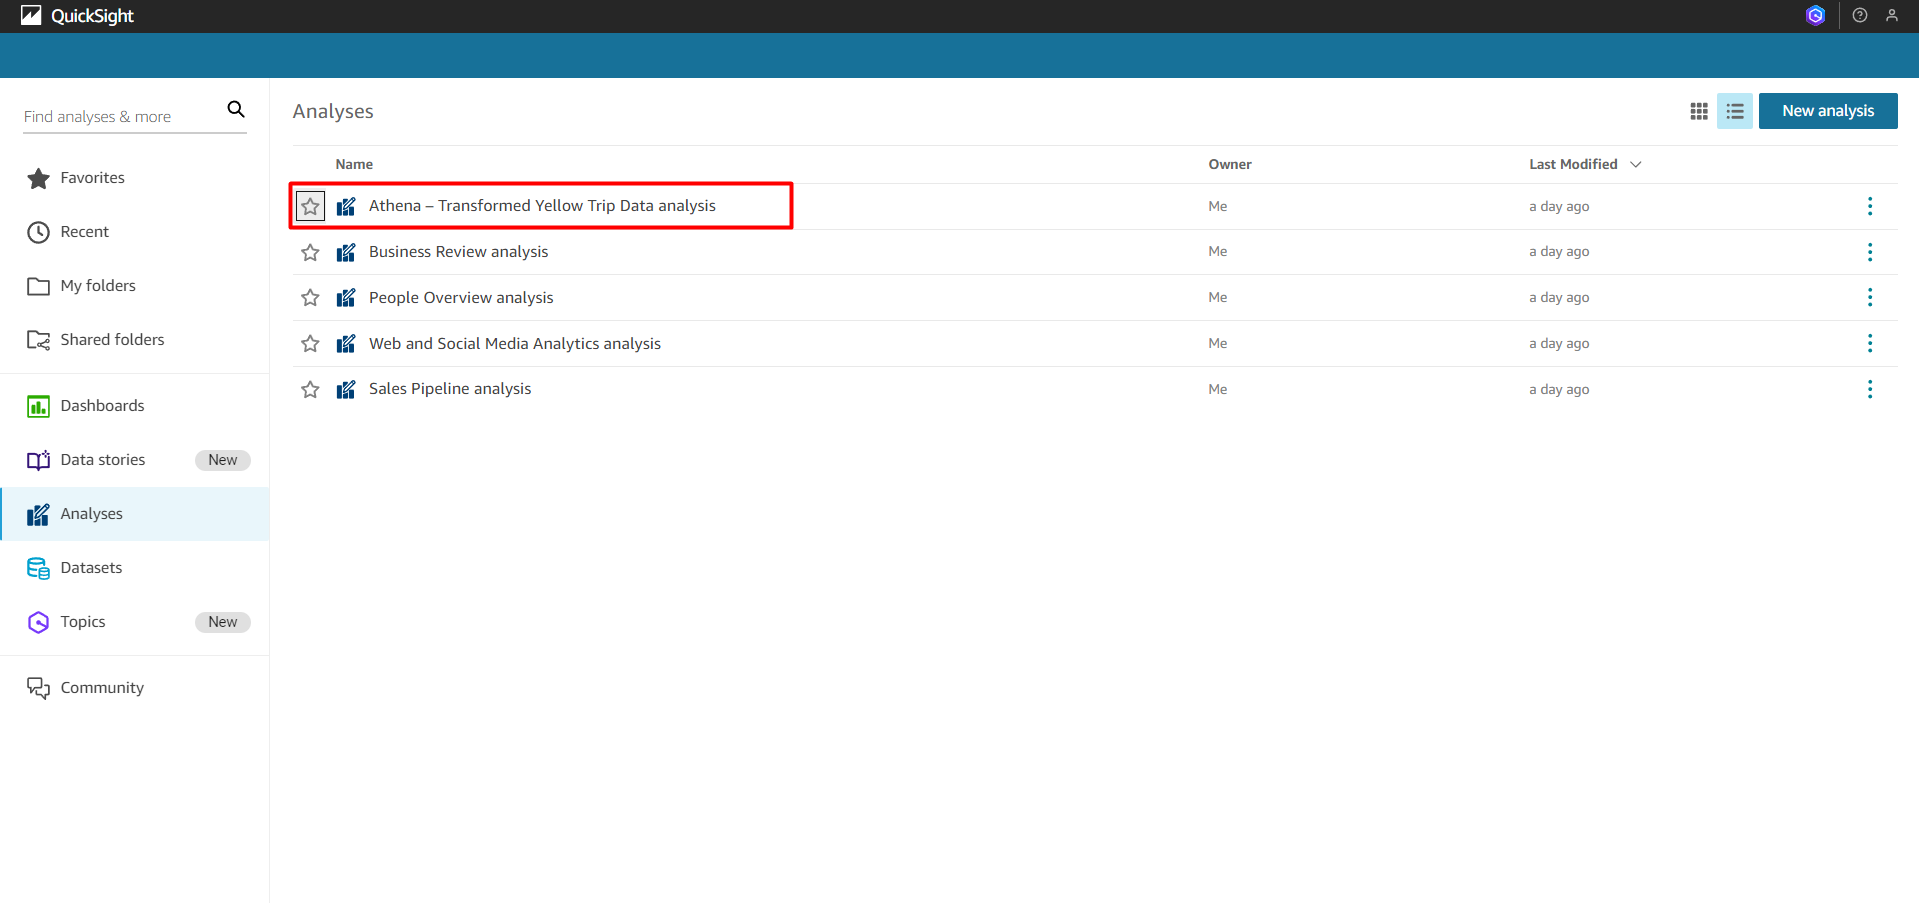 QuickSight
Find analyses & more
Favorites
Recent
My folders
Shared folders
Dashboards
Data stories New
Analyses
Datasets
Topics New
Community
Analyses
New analysis
Name Owner Last Modified
Athena – Transformed Yellow Trip Data analysis Me a day ago
Business Review analysis Me a day ago
People Overview analysis Me a day ago
Web and Social Media Analytics analysis Me a day ago
Sales Pipeline analysis Me a day ago